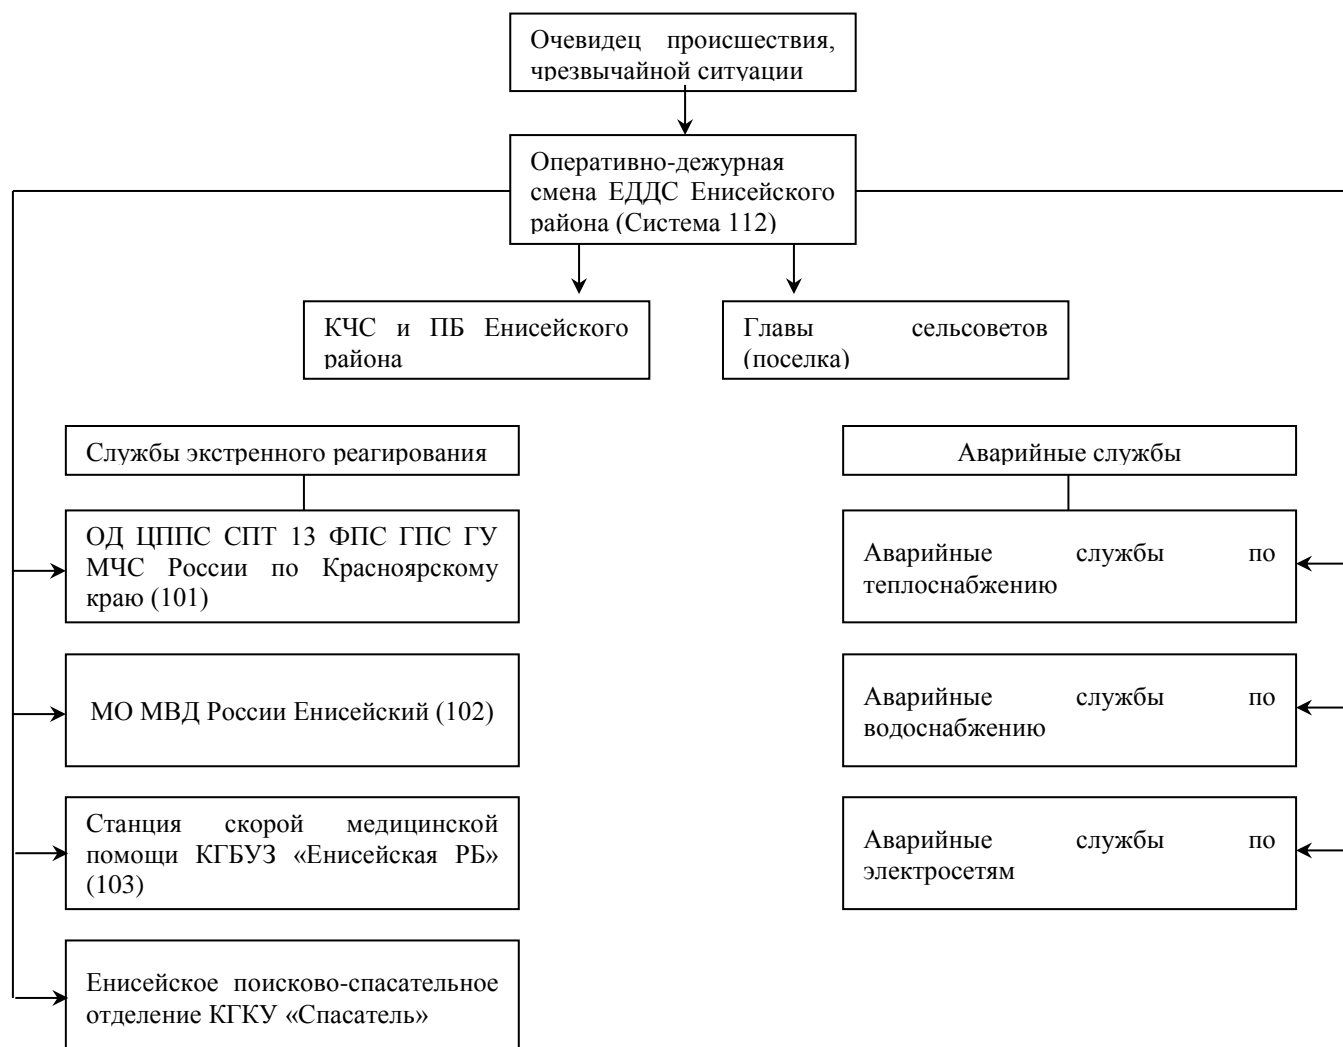 Очевидец происшествия,
чрезвычайной ситуации
Оперативно-дежурная
смена ЕДДС Енисейского
района (Система 112)
КЧС и ПБ Енисейского
района
Главы сельсоветов
(поселка)
Службы экстренного реагирования
ОД ЦППС СПТ 13 ФПС ГПС ГУ
МЧС России по Красноярскому
краю (101)
МО МВД России Енисейский (102)
Станция скорой медицинской
помощи КГБУЗ «Енисейская РБ»
(103)
Енисейское поисково-спасательное
отделение КГКУ «Спасатель»
Аварийные службы
Аварийные службы по
теплоснабжению
Аварийные службы по
водоснабжению
Аварийные службы по
электросетям